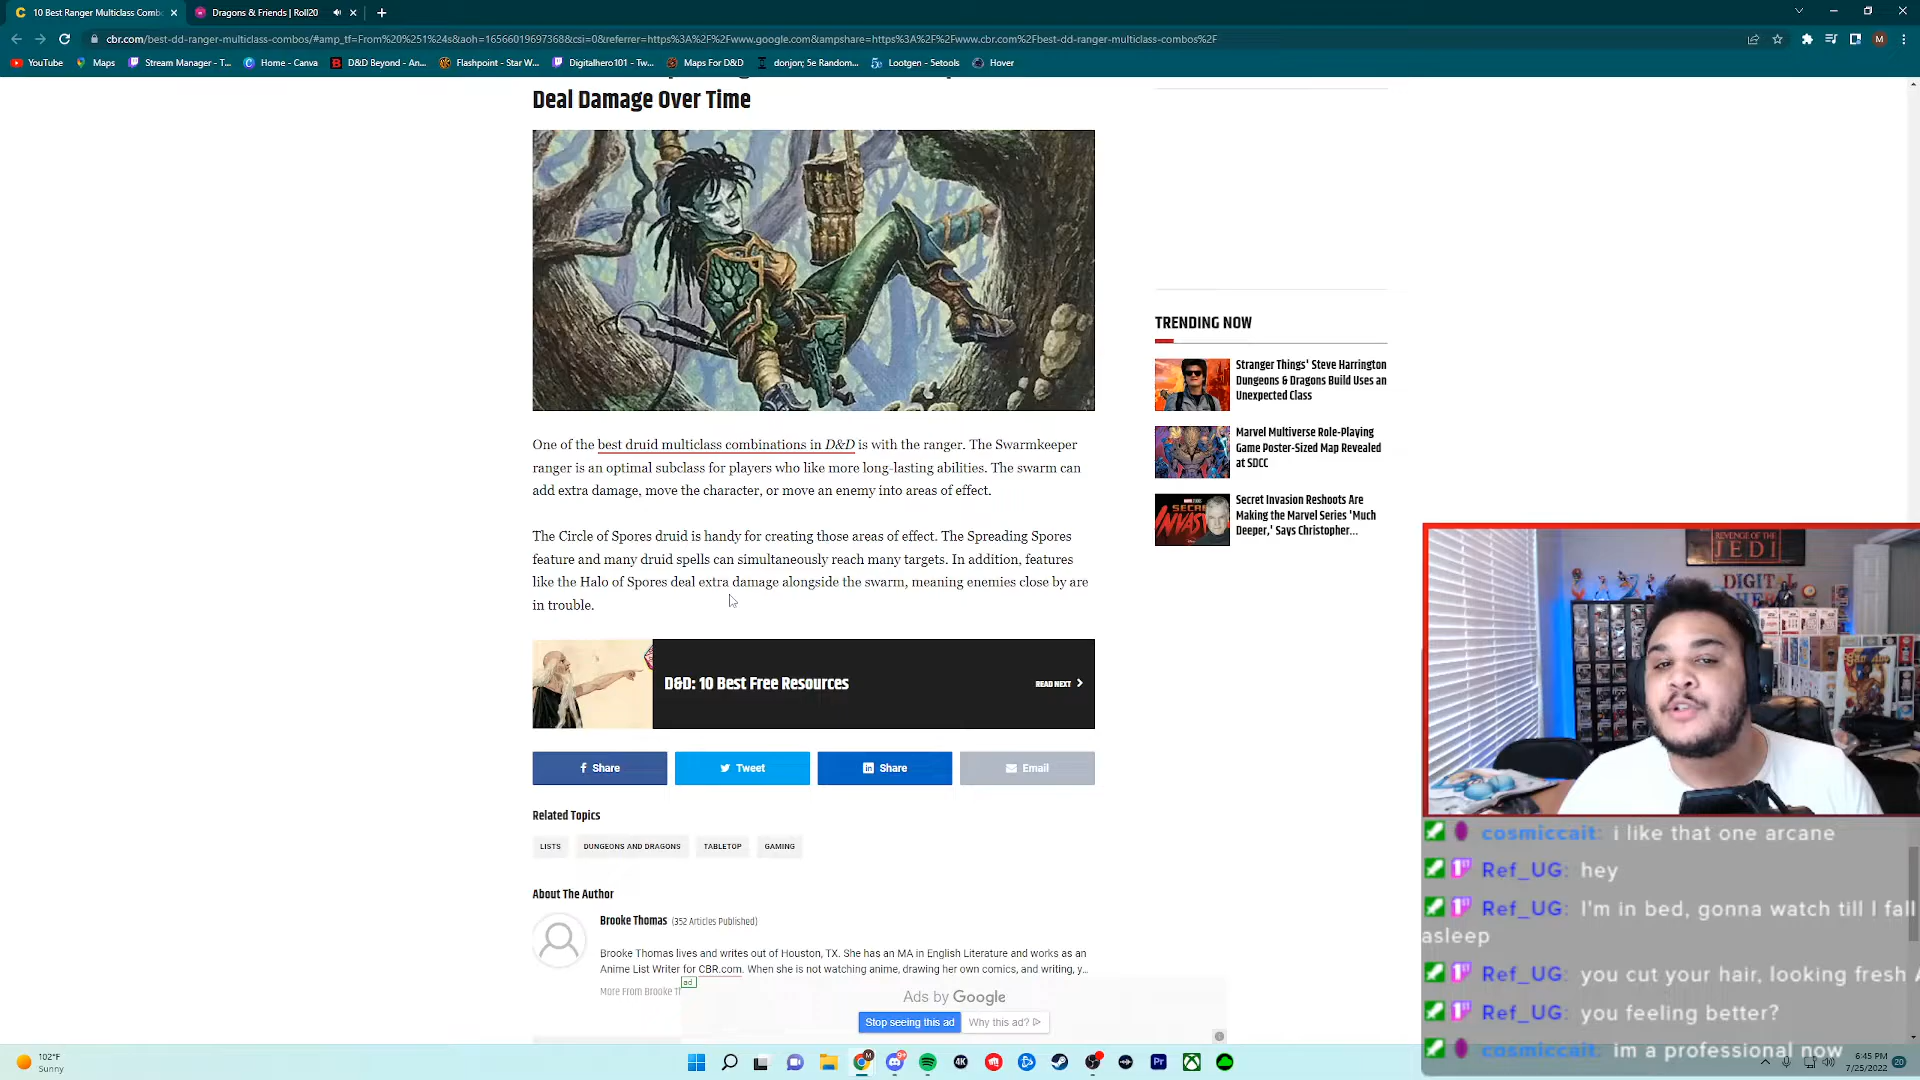 10 Best Ranger Multiclass Comb
Dragons & Friends | Roll20
cbr.com/best-dd-ranger-multiclass-combos/#amp_tf=From%20%251%24s&aoh=16566019697368&csi=0&referrer=https%3A%2F%2Fwww.google.com&ampshare=https%3A%2F%2Fwww.cbr.com%2Fbest-dd-ranger-multiclass-combos%2F
M
YouTube
Maps
Stream Manager - T...
Home - Canva
D&D Beyond - An...
Flashpoint - Star W...
Digitalhero101 - Tw...
Maps For D&D
donjon; 5e Random...
Lootgen - 5etools
Hover
Deal Damage Over Time
One of the best druid multiclass combinations in D&D is with the ranger. The Swarmkeeper
ranger is an optimal subclass for players who like more long-lasting abilities. The swarm can
add extra damage, move the character, or move an enemy into areas of effect.
The Circle of Spores druid is handy for creating those areas of effect. The Spreading Spores
feature and many druid spells can simultaneously reach many targets. In addition, features
like the Halo of Spores deal extra damage alongside the swarm, meaning enemies close by are
in trouble.
D&D: 10 Best Free Resources
READ NEXT
Share
Tweet
Share
Email
Related Topics
LISTS
DUNGEONS AND DRAGONS
TABLETOP
GAMING
About The Author
Brooke Thomas (352 Articles Published)
Brooke Thomas lives and writes out of Houston, TX. She has an MA in English Literature and works as an
Anime List Writer for CBR.com. When she is not watching anime, drawing her own comics, and writing, y...
More From Brooke T
ad
Ads by Google
Stop seeing this ad
Why this ad?
TRENDING NOW
Stranger Things' Steve Harrington
Dungeons & Dragons Build Uses an
Unexpected Class
Marvel Multiverse Role-Playing
Game Poster-Sized Map Revealed
at SDCC
Secret Invasion Reshoots Are
Making the Marvel Series 'Much
Deeper,' Says Christopher...
REVENGE OF THE
JEDI
DIGIT L
HER
cosmiccait: i like that one arcane
Ref_UG: hey
Ref_UG: I'm in bed, gonna watch till I fall
asleep
Ref_UG: you cut your hair, looking fresh A
Ref_UG: you feeling better?
cosmiccait: im a professional now
102°F
Sunny
M
9+
4K
Pr
6:45 PM
7/25/2022
20